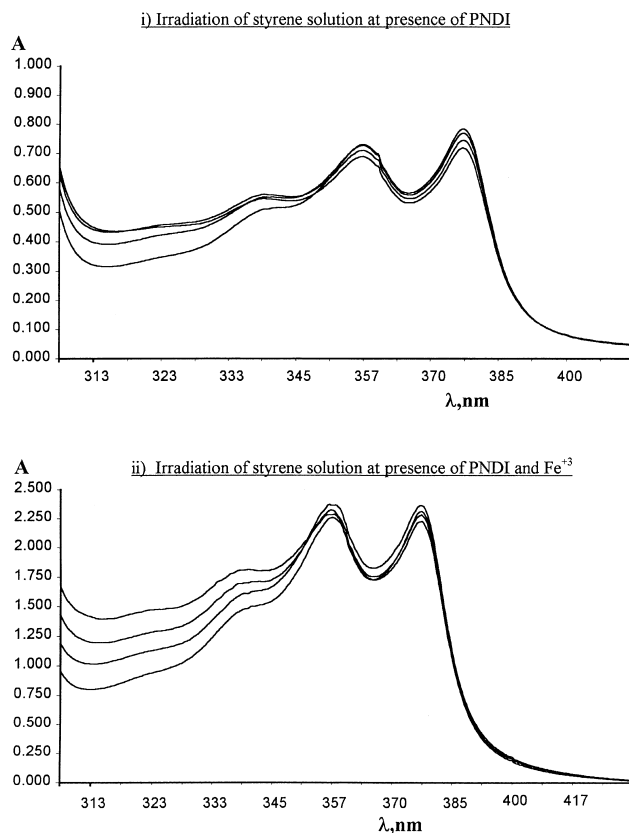 i) Irradiation of styrene solution at presence of PNDI
A
1.000
0.900
0.800
0.700
0.600
0.500
0.400
0.300
0.200
0.100
0.000
313 323 333 345 357 370 385 400
λ,nm
A
ii) Irradiation of styrene solution at presence of PNDI and Fe+3
2.500
2.250
2.000
1.750
1.500
1.250
1.000
0.750
0.500
0.250
0.000
313 323 333 345 357 370 385 400 417
λ,nm